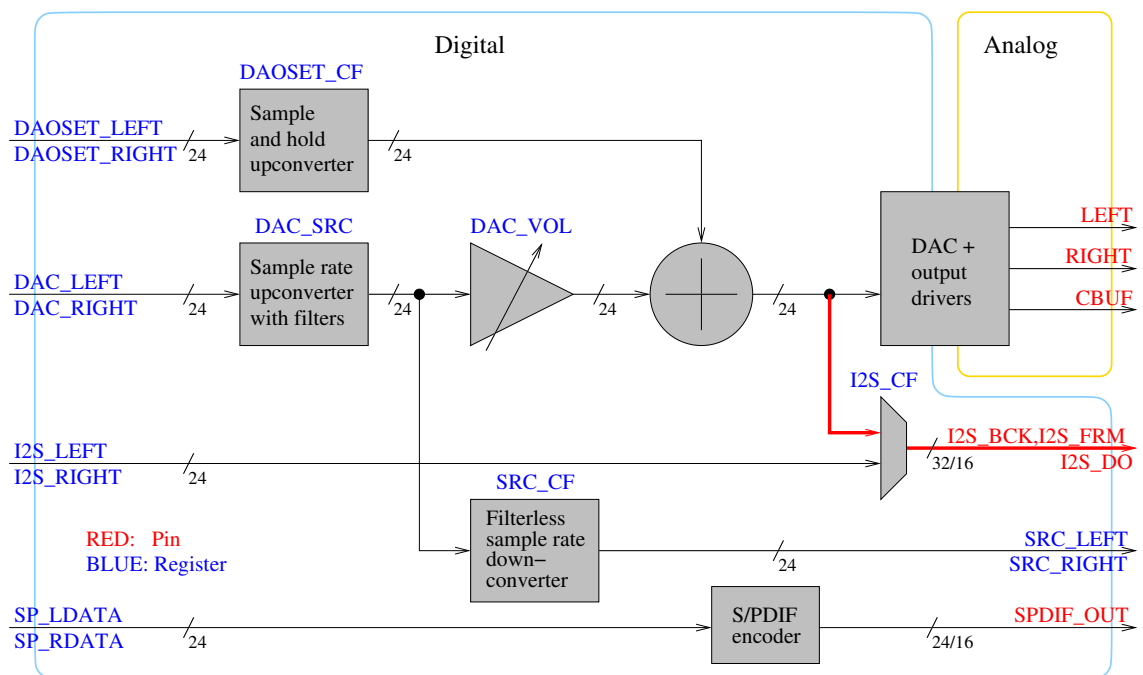 Digital
Analog
DAOSET_CF
DAOSET_LEFT
DAOSET_RIGHT
24
Sample
and hold
upconverter
24
DAC_SRC
DAC_LEFT
DAC_RIGHT
24
Sample rate
upconverter
with filters
24
DAC_VOL
24
24
DAC +
output
drivers
LEFT
RIGHT
CBUF
I2S_CF
I2S_LEFT
I2S_RIGHT
24
32/16
I2S_BCK,I2S_FRM
I2S_DO
SRC_CF
Filterless
sample rate
down−
converter
24
SRC_LEFT
SRC_RIGHT
RED: Pin
BLUE: Register
SP_LDATA
SP_RDATA
24
S/PDIF
encoder
24/16
SPDIF_OUT